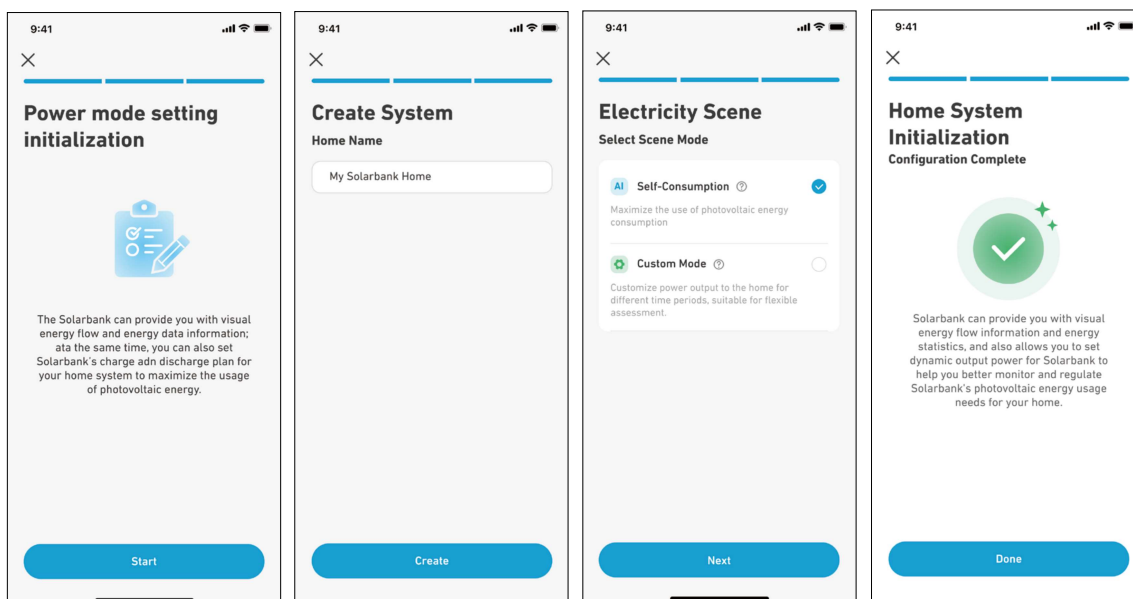 9:41
Power mode setting
initialization
The Solarbank can provide you with visual
energy flow and energy data information;
ata the same time, you can also set
Solarbank's charge adn discharge plan for
your home system to maximize the usage
of photovoltaic energy.
Start
9:41
Create System
Home Name
My Solarbank Home
Create
9:41
Electricity Scene
Select Scene Mode
AI Self-Consumption ?
Maximize the use of photovoltaic energy
consumption
Custom Mode ?
Customize power output to the home for
different time periods, suitable for flexible
assessment.
Next
9:41
Home System
Initialization
Configuration Complete
Solarbank can provide you with visual
energy flow information and energy
statistics, and also allows you to set
dynamic output power for Solarbank to
help you better monitor and regulate
Solarbank's photovoltaic energy usage
needs for your home.
Done